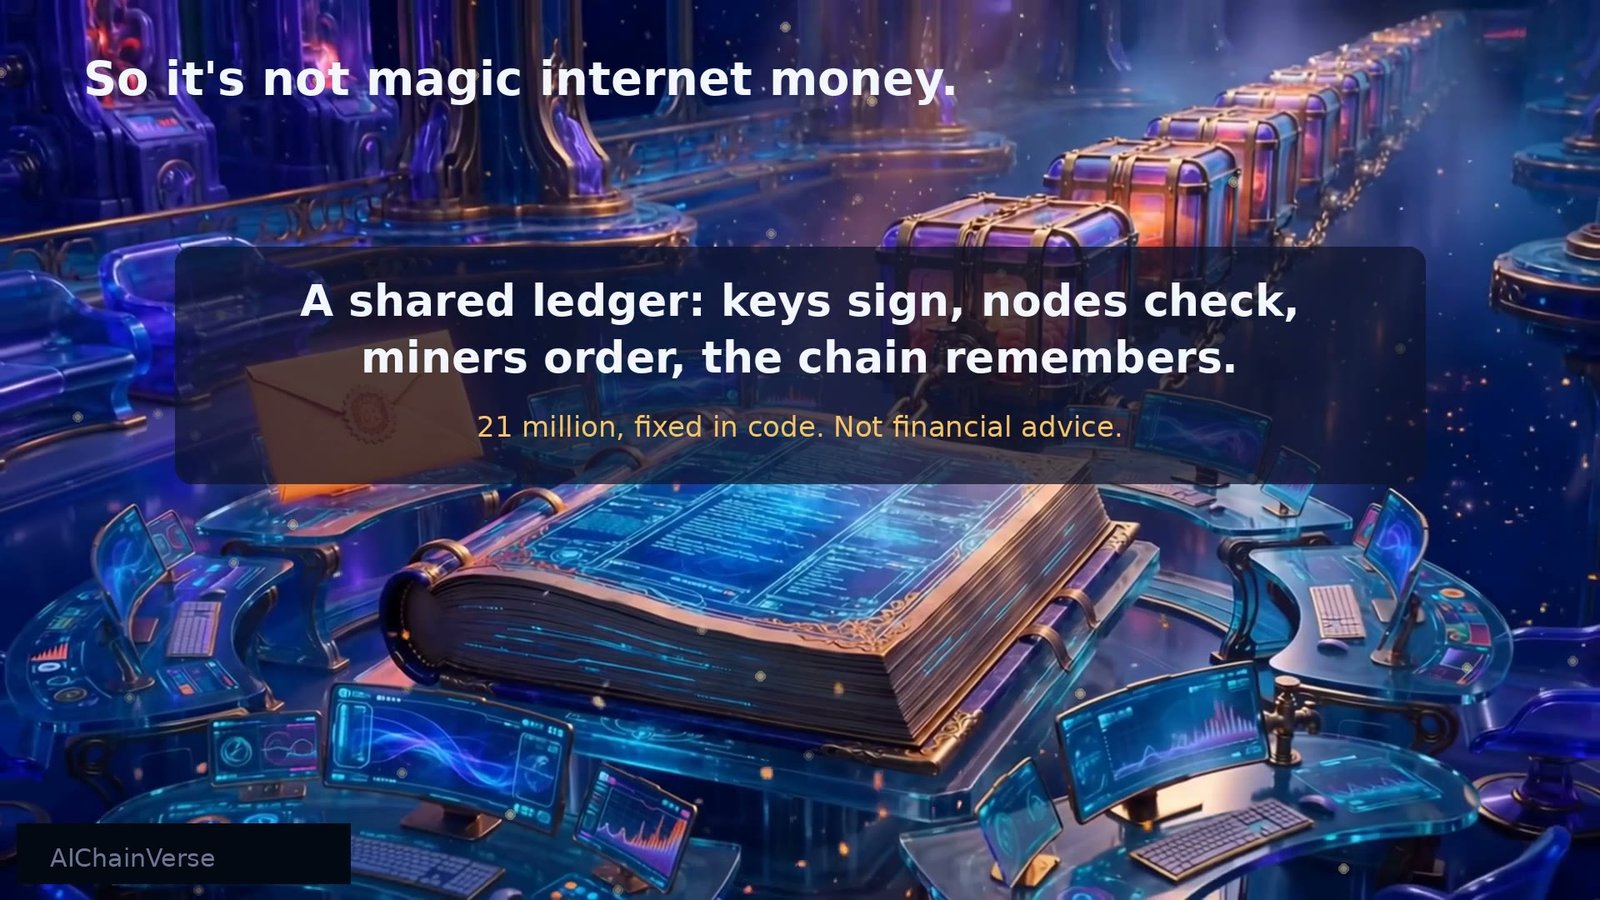 So it's not magic internet money.
A shared ledger: keys sign, nodes check,
miners order, the chain remembers.
21 million, fixed in code. Not financial advice.
AIChainVerse